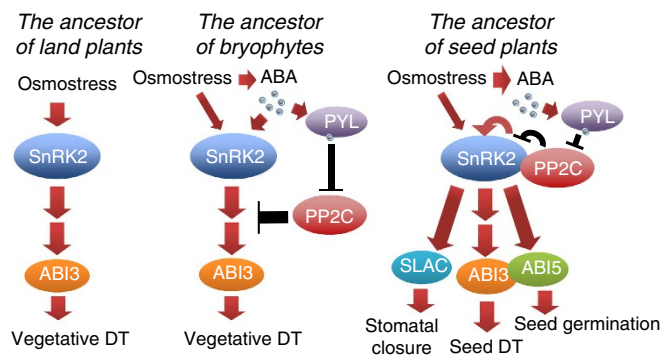 The ancestor
of land plants
Osmostress
SnRK2
ABI3
Vegetative DT
The ancestor
of bryophytes
Osmostress
ABA
PYL
SnRK2
PP2C
ABI3
Vegetative DT
The ancestor
of seed plants
Osmostress
ABA
PYL
SnRK2
PP2C
SLAC
ABI3
ABI5
Stomatal
closure
Seed DT
Seed germination